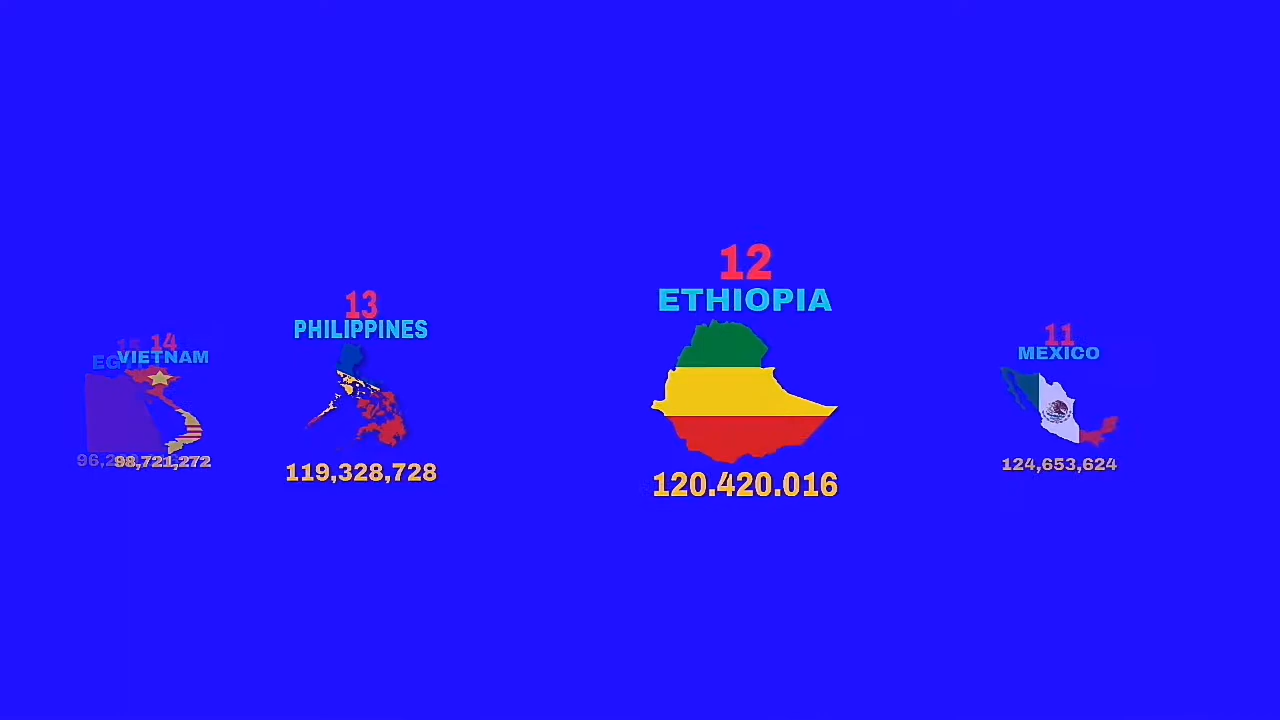 14
VIETNAM
98,721,272
13
PHILIPPINES
119,328,728
12
ETHIOPIA
120.420.016
11
MEXICO
124,653,624